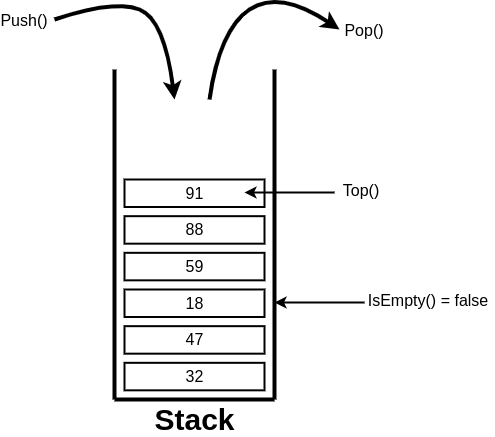 Push()
Pop()
91
Top()
88
59
18
IsEmpty() = false
47
32
Stack